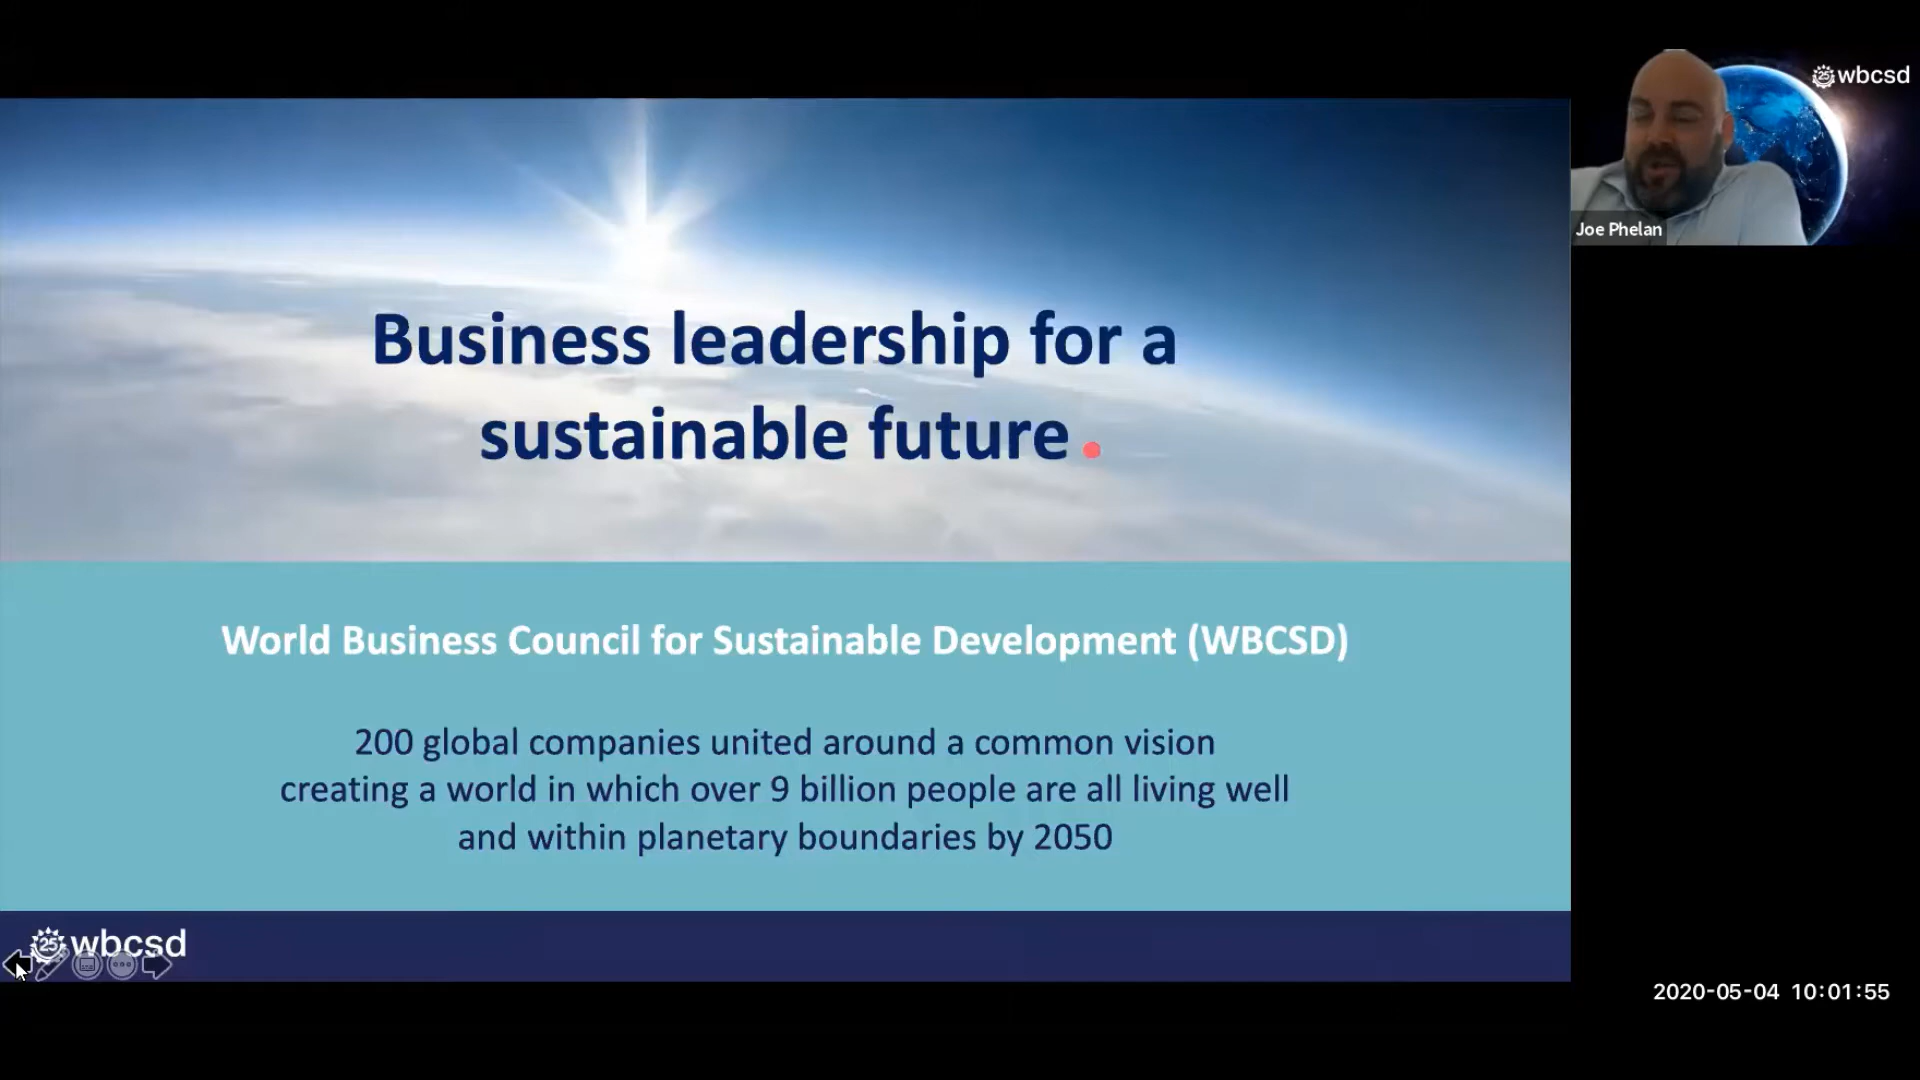 25 wbcsd
Joe Phelan
Business leadership for a
sustainable future.
World Business Council for Sustainable Development (WBCSD)
200 global companies united around a common vision
creating a world in which over 9 billion people are all living well
and within planetary boundaries by 2050
25 wbcsd
2020-05-04 10:01:55